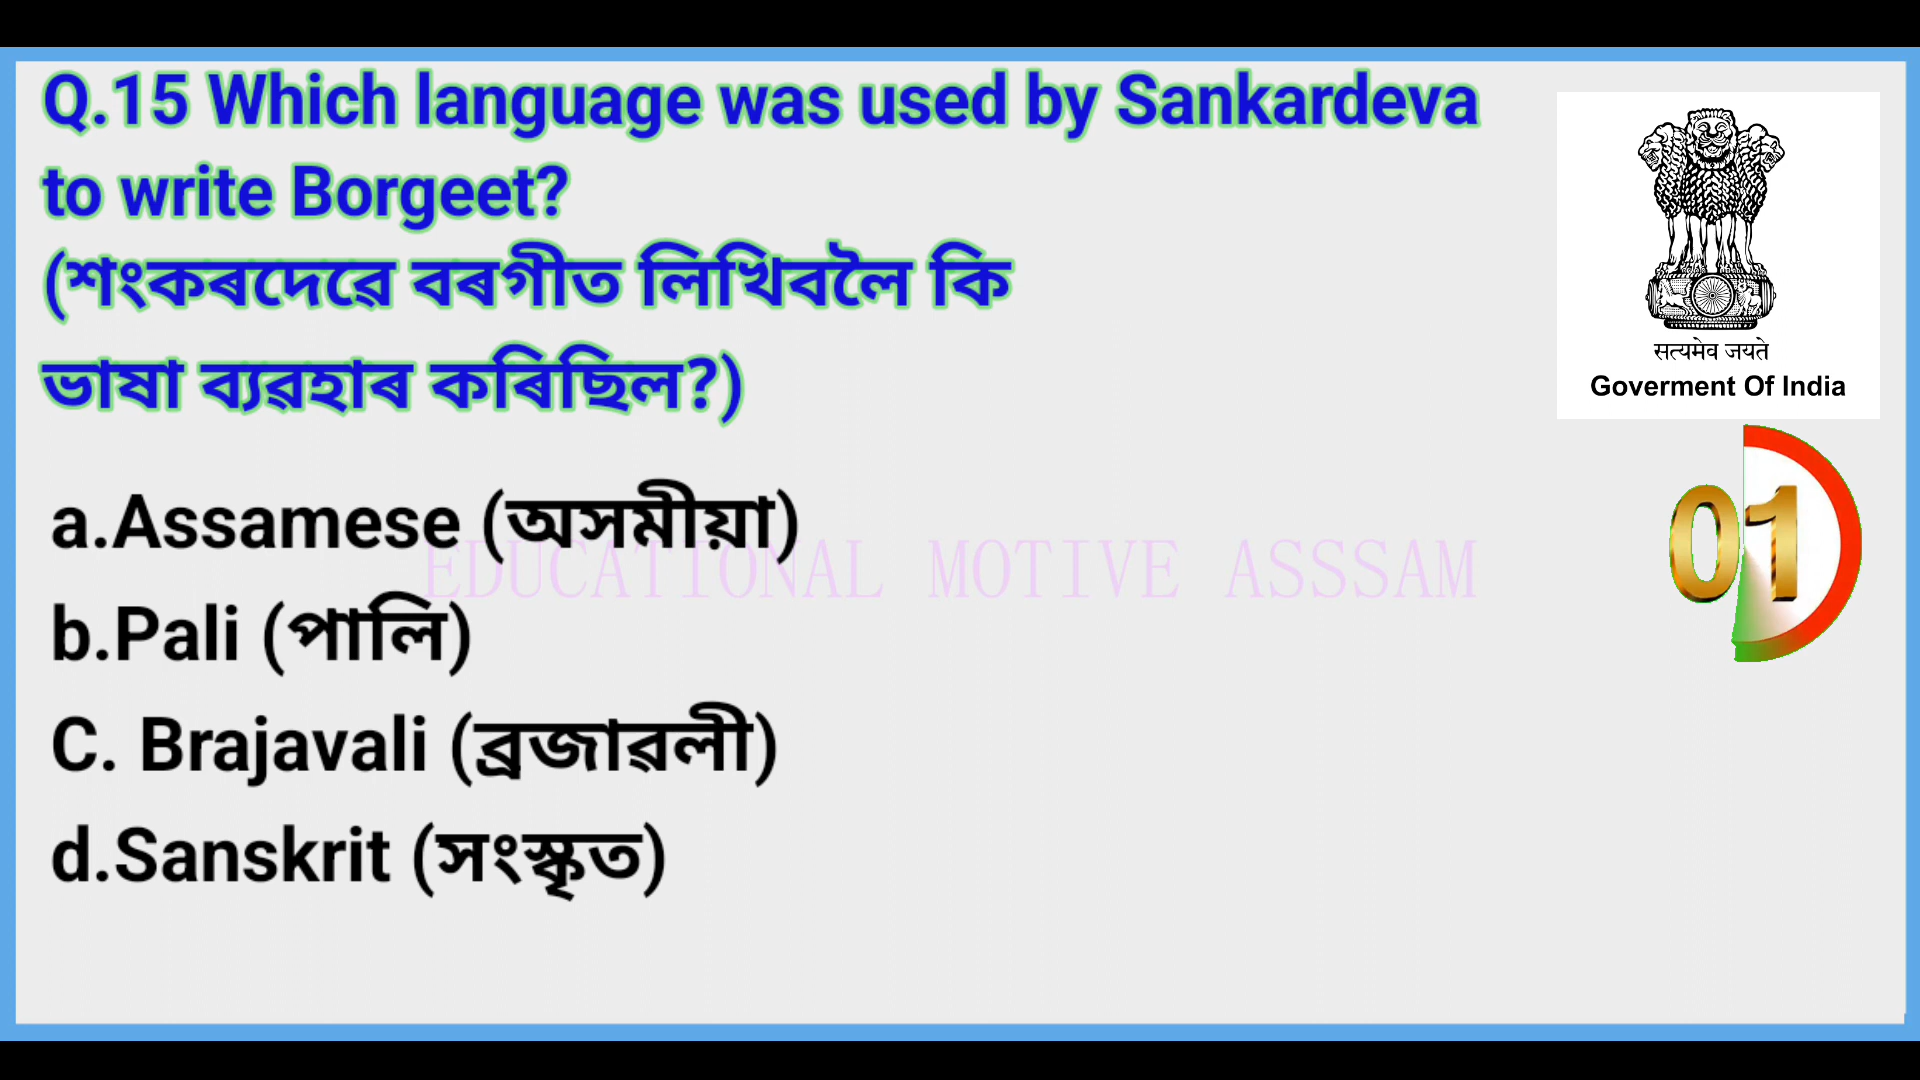 Q.15 Which language was used by Sankardeva
to write Borgeet?
(শংকৰদেৱে বৰগীত লিখিবলৈ কি
ভাষা ব্যৱহাৰ কৰিছিল?)
सत्यमेव जयते
Goverment Of India
01
a.Assamese (অসমীয়া)
EDUCATIONAL MOTIVE ASSSAM
b.Pali (পালি)
C. Brajavali (ব্ৰজাৱলী)
d.Sanskrit (সংস্কৃত)